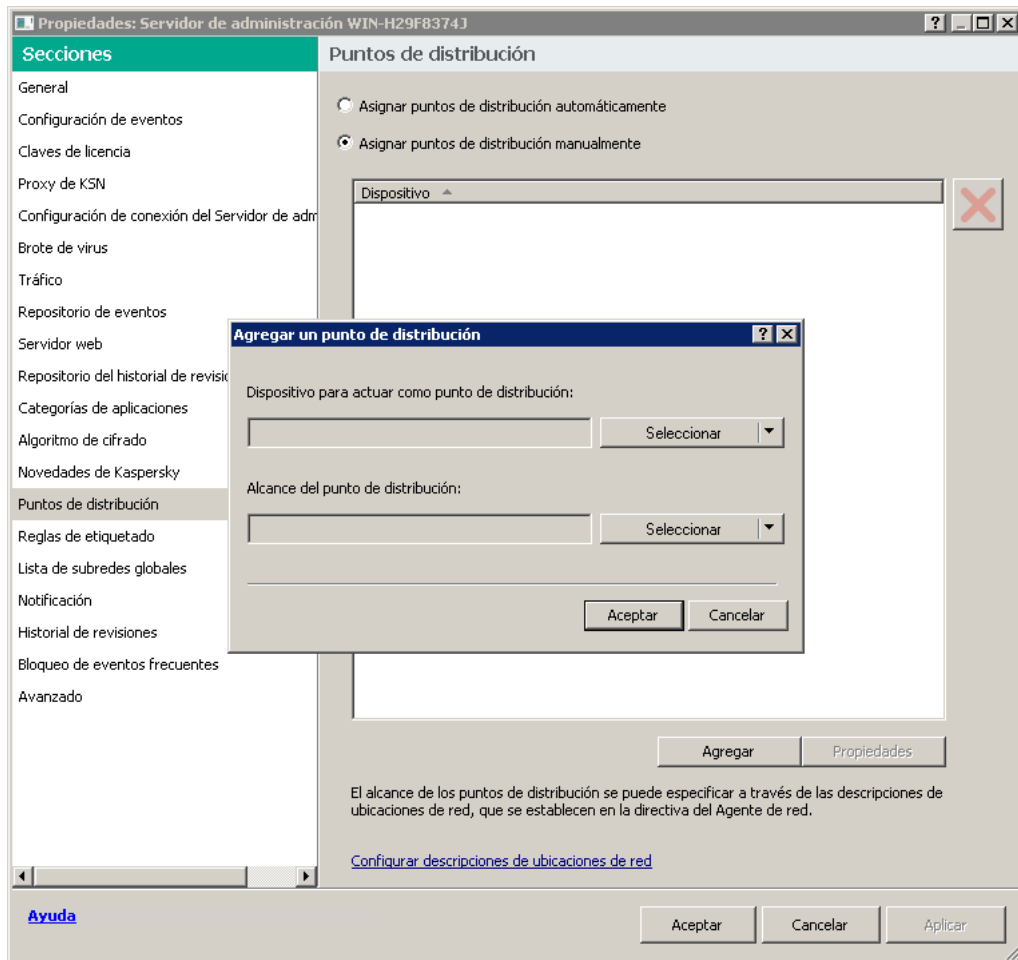 Propiedades: Servidor de administración WIN-H29F8374J
Secciones
General
Configuración de eventos
Claves de licencia
Proxy de KSN
Configuración de conexión del Servidor de adm
Brote de virus
Tráfico
Repositorio de eventos
Servidor web
Repositorio del historial de revisio
Categorías de aplicaciones
Algoritmo de cifrado
Novedades de Kaspersky
Puntos de distribución
Reglas de etiquetado
Lista de subredes globales
Notificación
Historial de revisiones
Bloqueo de eventos frecuentes
Avanzado
Puntos de distribución
Asignar puntos de distribución automáticamente
Asignar puntos de distribución manualmente
Dispositivo
Agregar un punto de distribución
Dispositivo para actuar como punto de distribución:
Seleccionar
Alcance del punto de distribución:
Seleccionar
Aceptar Cancelar
Agregar Propiedades
El alcance de los puntos de distribución se puede especificar a través de las descripciones de
ubicaciones de red, que se establecen en la directiva del Agente de red.
Configurar descripciones de ubicaciones de red
Ayuda
Aceptar Cancelar Aplicar